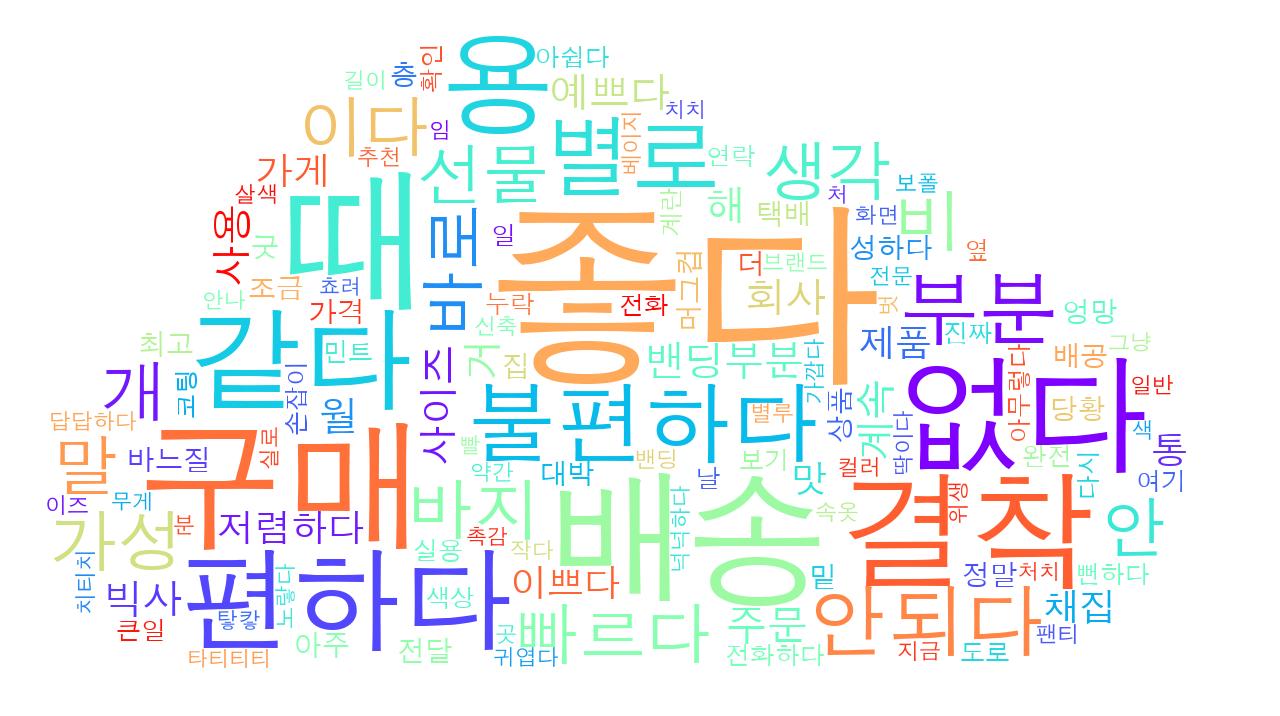 용
아쉽다
층
확인
길이
예쁘다
이다
임
치치
별로
베이지
가게
추천
선물
연락
생각
살색
때
계란
해
택배
처
보폴
화면
비
사용
굿
바로
일
좋다
컵
더
브랜드
성하다
옆
안나
조금
쵸려
가격
누락
신축
전화
머그
회사
전문
벗
부분
엉망
최고
같다
민트
거
집
밴딩부분
가깝다
제품
진짜
아무렇다
배공
그냥
개
코팅
손잡이
월
사이즈
불편하다
별루
상품
계속
딱이다
없다
일반
당황
색
답답하다
말
바느질
구매
실로
빨
약간
대박
밴딩
날
보기
맛
컬러
완전
다시
통
여기
이즈
무게
가성
분
저렴하다
바지
실용
촉감
작다
배송
넉넉하다
속옷
결착
위생
안
치티치
빅사
편하다
탛캏
노랗다
색상
이쁘다
밑
정말
처치
뻔하다
큰일
아주
전달
곳
빠르다
주문
안되다
채집
팬티
타티티티
귀엽다
전화하다
지금
도로